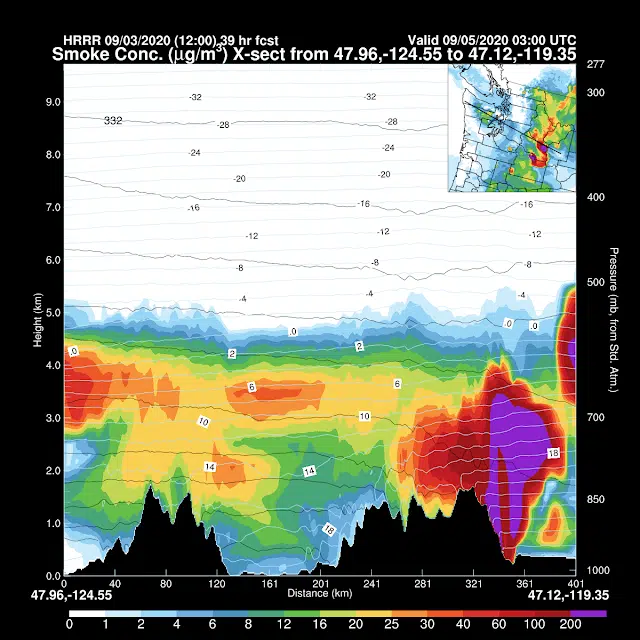 HRRR 09/03/2020 (12:00) 39 hr fcst
Valid 09/05/2020 03:00 UTC
Smoke Conc. (μg/m³) X-sect from 47.96,-124.55 to 47.12,-119.35
277
300
9.0
-32 -32
332 -28 -28
8.0
-24 -24
-20 -20
400
7.0
-16 -16 -16
-12 -12 -12
6.0
-8 -8 -8
500
-4 -4 -4
5.0
.0 .0 .0
.0 2 2
4.0
6 6
3.0
10 10
700
18
14 14
2.0
850
1.0
18
0.0
1000
Height (km)
Pressure (mb, from Std. Atm.)
0 40 80 120 161 201 241 281 321 361 401
47.96,-124.55
Distance (km)
47.12,-119.35
0 1 2 4 6 8 12 16 20 25 30 40 60 100 200